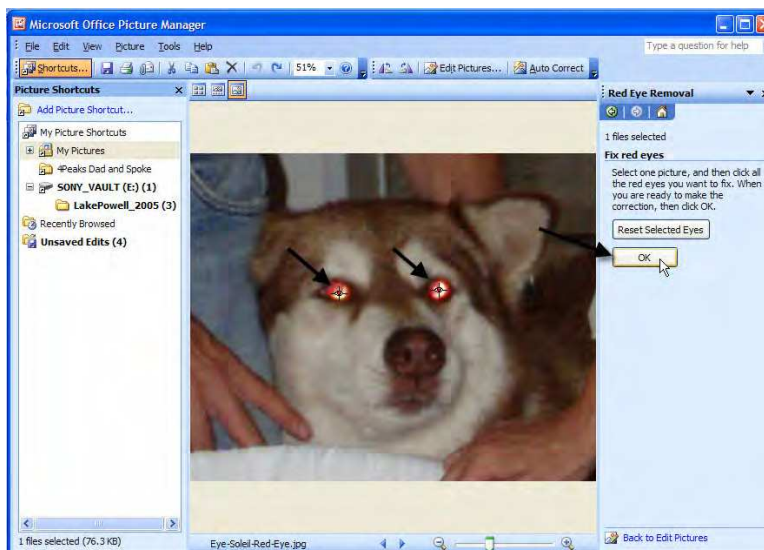 Microsoft Office Picture Manager
File Edit View Picture Tools Help
Type a question for help
Shortcuts... 51% Edit Pictures... Auto Correct
Picture Shortcuts
Add Picture Shortcut...
My Picture Shortcuts
My Pictures
4Peaks Dad and Spoke
SONY_VAULT (E:) (1)
LakePowell_2005 (3)
Recently Browsed
Unsaved Edits (4)
Red Eye Removal
1 files selected
Fix red eyes
Select one picture, and then click all
the red eyes you want to fix. When
you are ready to make the
correction, then click OK.
Reset Selected Eyes
OK
Back to Edit Pictures
1 files selected (76.3 KB)
Eye-Soleil-Red-Eye.jpg